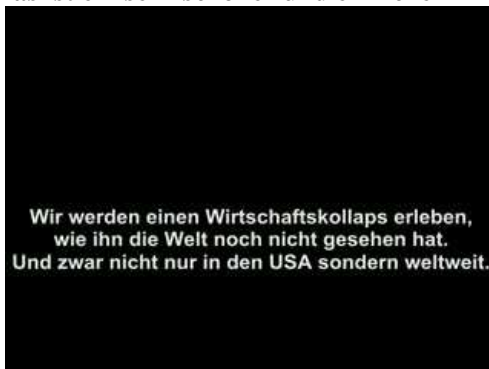 Wir werden einen Wirtschaftskollaps erleben,
wie ihn die Welt noch nicht gesehen hat.
Und zwar nicht nur in den USA sondern weltweit.